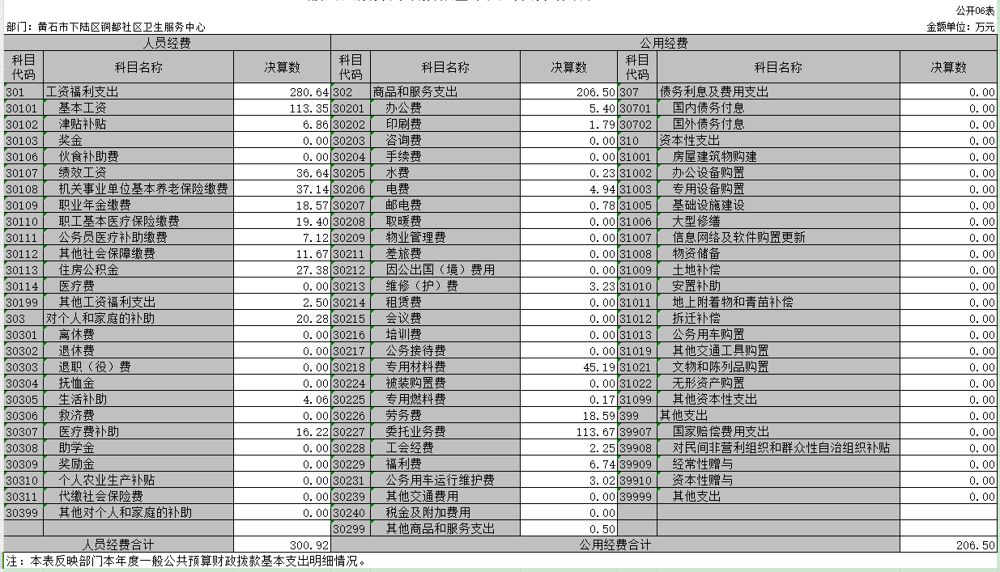 公开06表
部门：黄石市下陆区铜都社区卫生服务中心 金额单位：万元
人员经费 公用经费
科目代码 科目名称 决算数 科目代码 科目名称 决算数 科目代码 科目名称 决算数
301 工资福利支出 280.64 302 商品和服务支出 206.50 307 债务利息及费用支出 0.00
30101 基本工资 113.35 30201 办公费 5.40 30701 国内债务付息 0.00
30102 津贴补贴 6.86 30202 印刷费 1.79 30702 国外债务付息 0.00
30103 奖金 0.00 30203 咨询费 0.00 310 资本性支出 0.00
30106 伙食补助费 0.00 30204 手续费 0.00 31001 房屋建筑物购建 0.00
30107 绩效工资 36.64 30205 水费 0.23 31002 办公设备购置 0.00
30108 机关事业单位基本养老保险缴费 37.14 30206 电费 4.94 31003 专用设备购置 0.00
30109 职业年金缴费 18.57 30207 邮电费 0.78 31005 基础设施建设 0.00
30110 职工基本医疗保险缴费 19.40 30208 取暖费 0.00 31006 大型修缮 0.00
30111 公务员医疗补助缴费 7.12 30209 物业管理费 0.00 31007 信息网络及软件购置更新 0.00
30112 其他社会保障缴费 11.67 30211 差旅费 0.00 31008 物资储备 0.00
30113 住房公积金 27.38 30212 因公出国（境）费用 0.00 31009 土地补偿 0.00
30114 医疗费 0.00 30213 维修（护）费 3.23 31010 安置补助 0.00
30199 其他工资福利支出 2.50 30214 租赁费 0.00 31011 地上附着物和青苗补偿 0.00
303 对个人和家庭的补助 20.28 30215 会议费 0.00 31012 拆迁补偿 0.00
30301 离休费 0.00 30216 培训费 0.00 31013 公务用车购置 0.00
30302 退休费 0.00 30217 公务接待费 0.00 31019 其他交通工具购置 0.00
30303 退职（役）费 0.00 30218 专用材料费 45.19 31021 文物和陈列品购置 0.00
30304 抚恤金 0.00 30224 被装购置费 0.00 31022 无形资产购置 0.00
30305 生活补助 4.06 30225 专用燃料费 0.17 31099 其他资本性支出 0.00
30306 救济费 0.00 30226 劳务费 18.59 399 其他支出 0.00
30307 医疗费补助 16.22 30227 委托业务费 113.67 39907 国家赔偿费用支出 0.00
30308 助学金 0.00 30228 工会经费 2.25 39908 对民间非营利组织和群众性自治组织补贴 0.00
30309 奖励金 0.00 30229 福利费 6.74 39909 经常性赠与 0.00
30310 个人农业生产补贴 0.00 30231 公务用车运行维护费 3.02 39910 资本性赠与 0.00
30311 代缴社会保险费 0.00 30239 其他交通费用 0.00 39999 其他支出 0.00
30399 其他对个人和家庭的补助 0.00 30240 税金及附加费用 0.00
30299 其他商品和服务支出 0.50
人员经费合计 300.92 公用经费合计 206.50
注：本表反映部门本年度一般公共预算财政拨款基本支出明细情况。